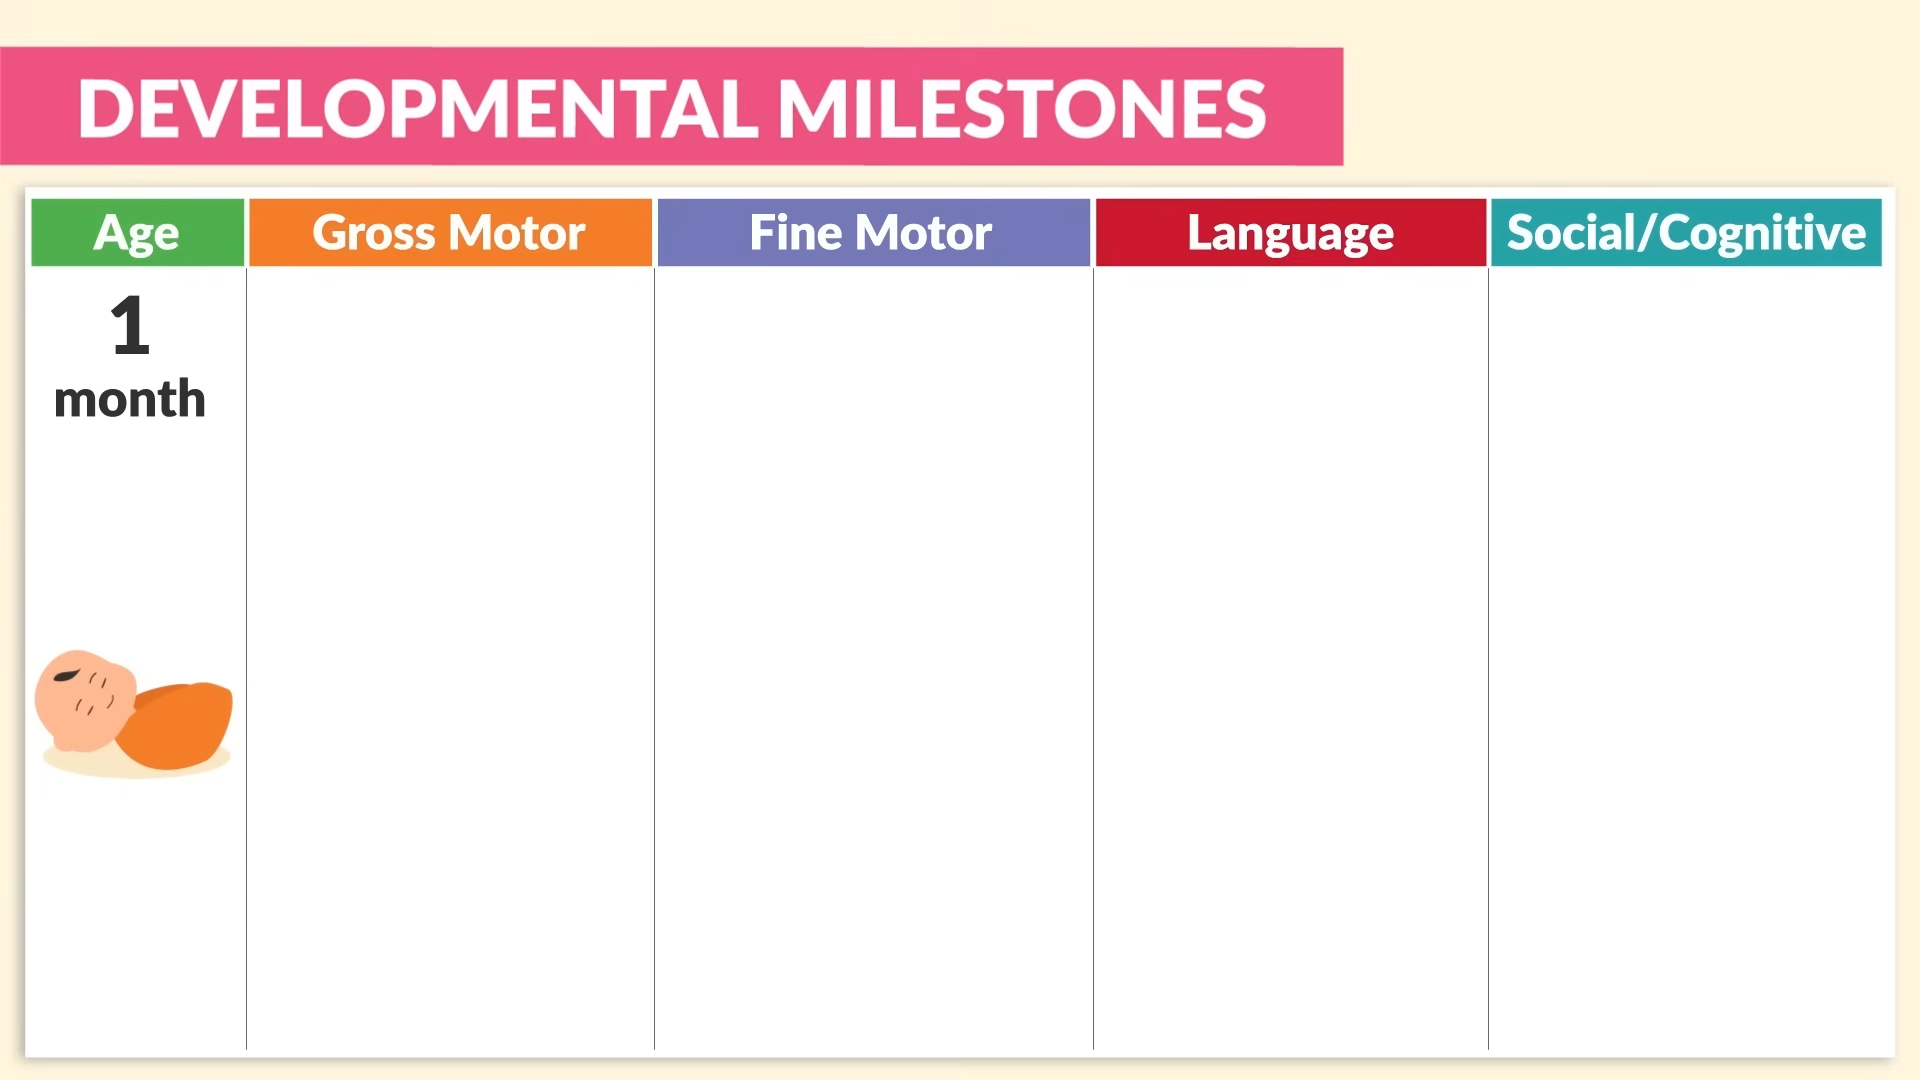 DEVELOPMENTAL MILESTONES
Age Gross Motor Fine Motor Language Social/Cognitive
1
month